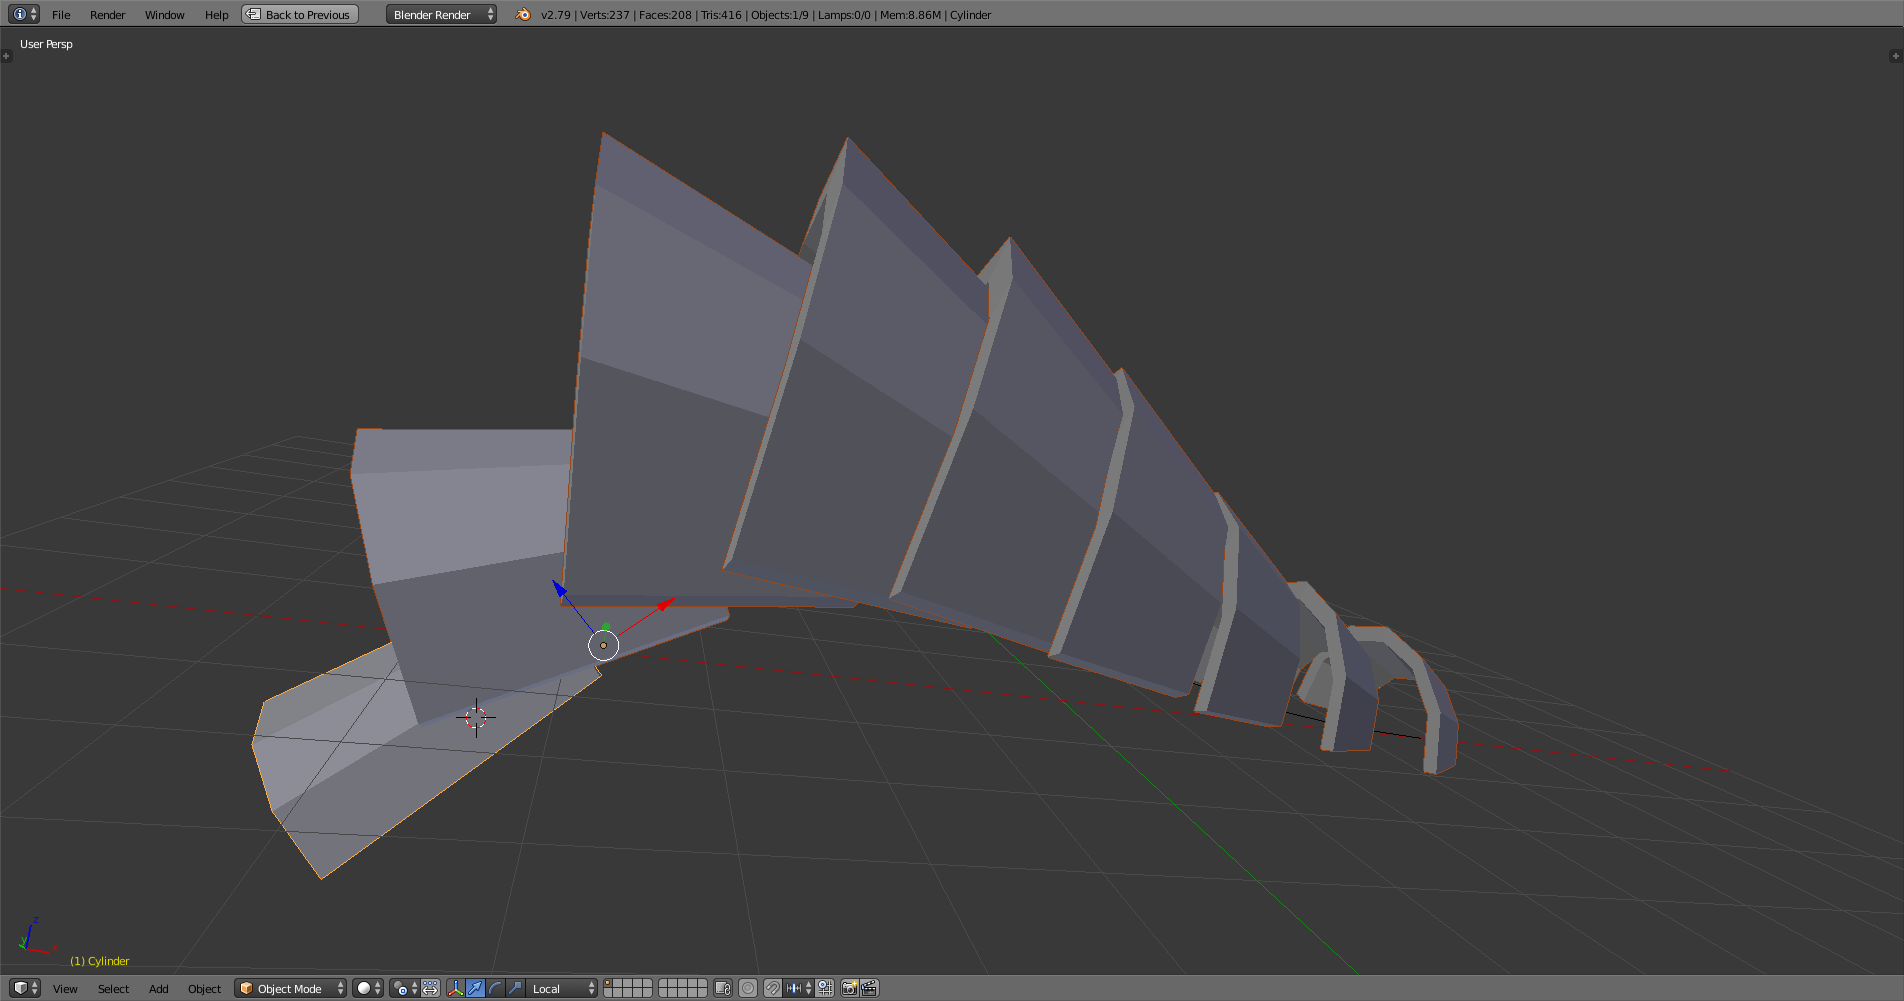 File Render Window Help Back to Previous Blender Render v2.79 | Verts:237 | Faces:208 | Tris:416 | Objects:1/9 | Lamps:0/0 | Mem:8.86M | Cylinder
User Persp
z
y x
(1) Cylinder
View Select Add Object Object Mode Local